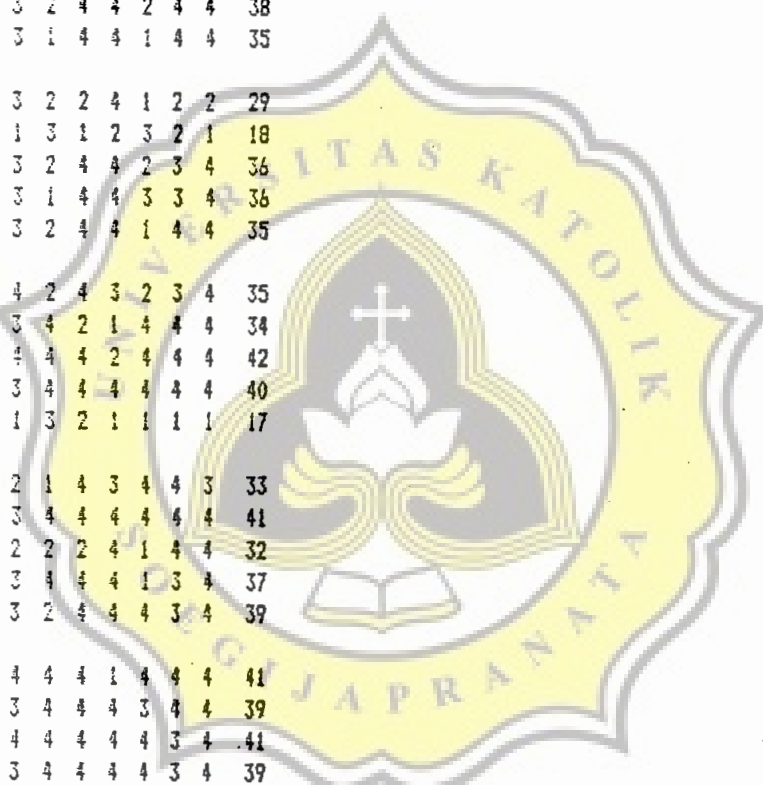 3 2 4 4 2 4 4 38
3 1 4 4 1 4 4 35
3 2 2 4 1 2 2 29
1 3 1 2 3 2 1 18
3 2 4 4 2 3 4 36
3 1 4 4 3 3 4 36
3 2 4 4 1 4 4 35
4 2 4 3 2 3 4 35
3 4 2 1 4 4 4 34
4 4 4 2 4 4 4 42
3 4 4 4 4 4 4 40
1 3 2 1 1 1 1 17
2 1 4 3 4 4 3 33
3 4 4 4 4 4 4 41
2 2 2 4 1 4 4 32
3 4 4 4 1 3 4 37
3 2 4 4 4 3 4 39
4 4 4 1 4 4 4 41
3 4 4 4 3 4 4 39
4 4 4 4 4 3 4 41
3 4 4 4 4 3 4 39
UNIVERSITAS KATOLIK
SOEGIJAPRANATA